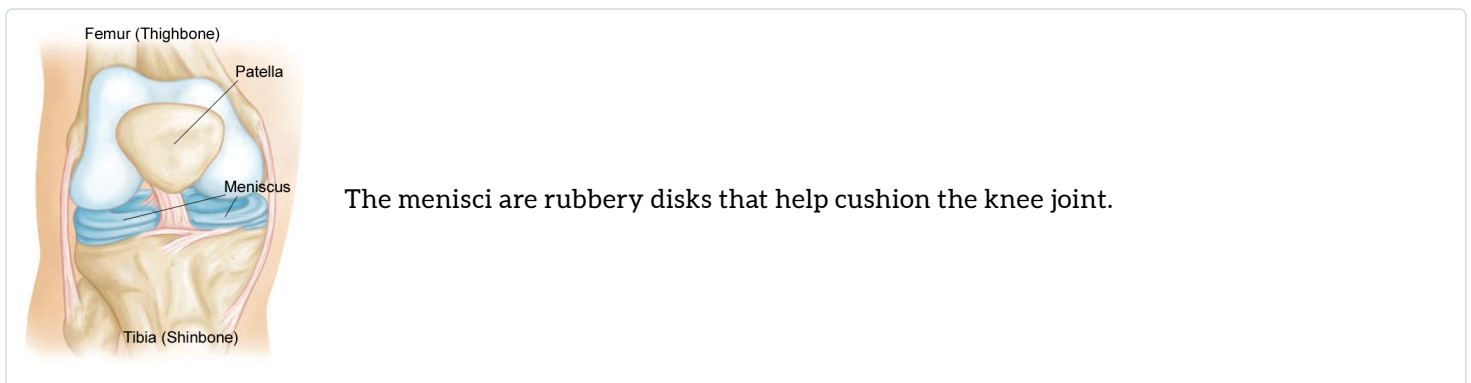 Femur (Thighbone)
Patella
Meniscus
Tibia (Shinbone)
The menisci are rubbery disks that help cushion the knee joint.